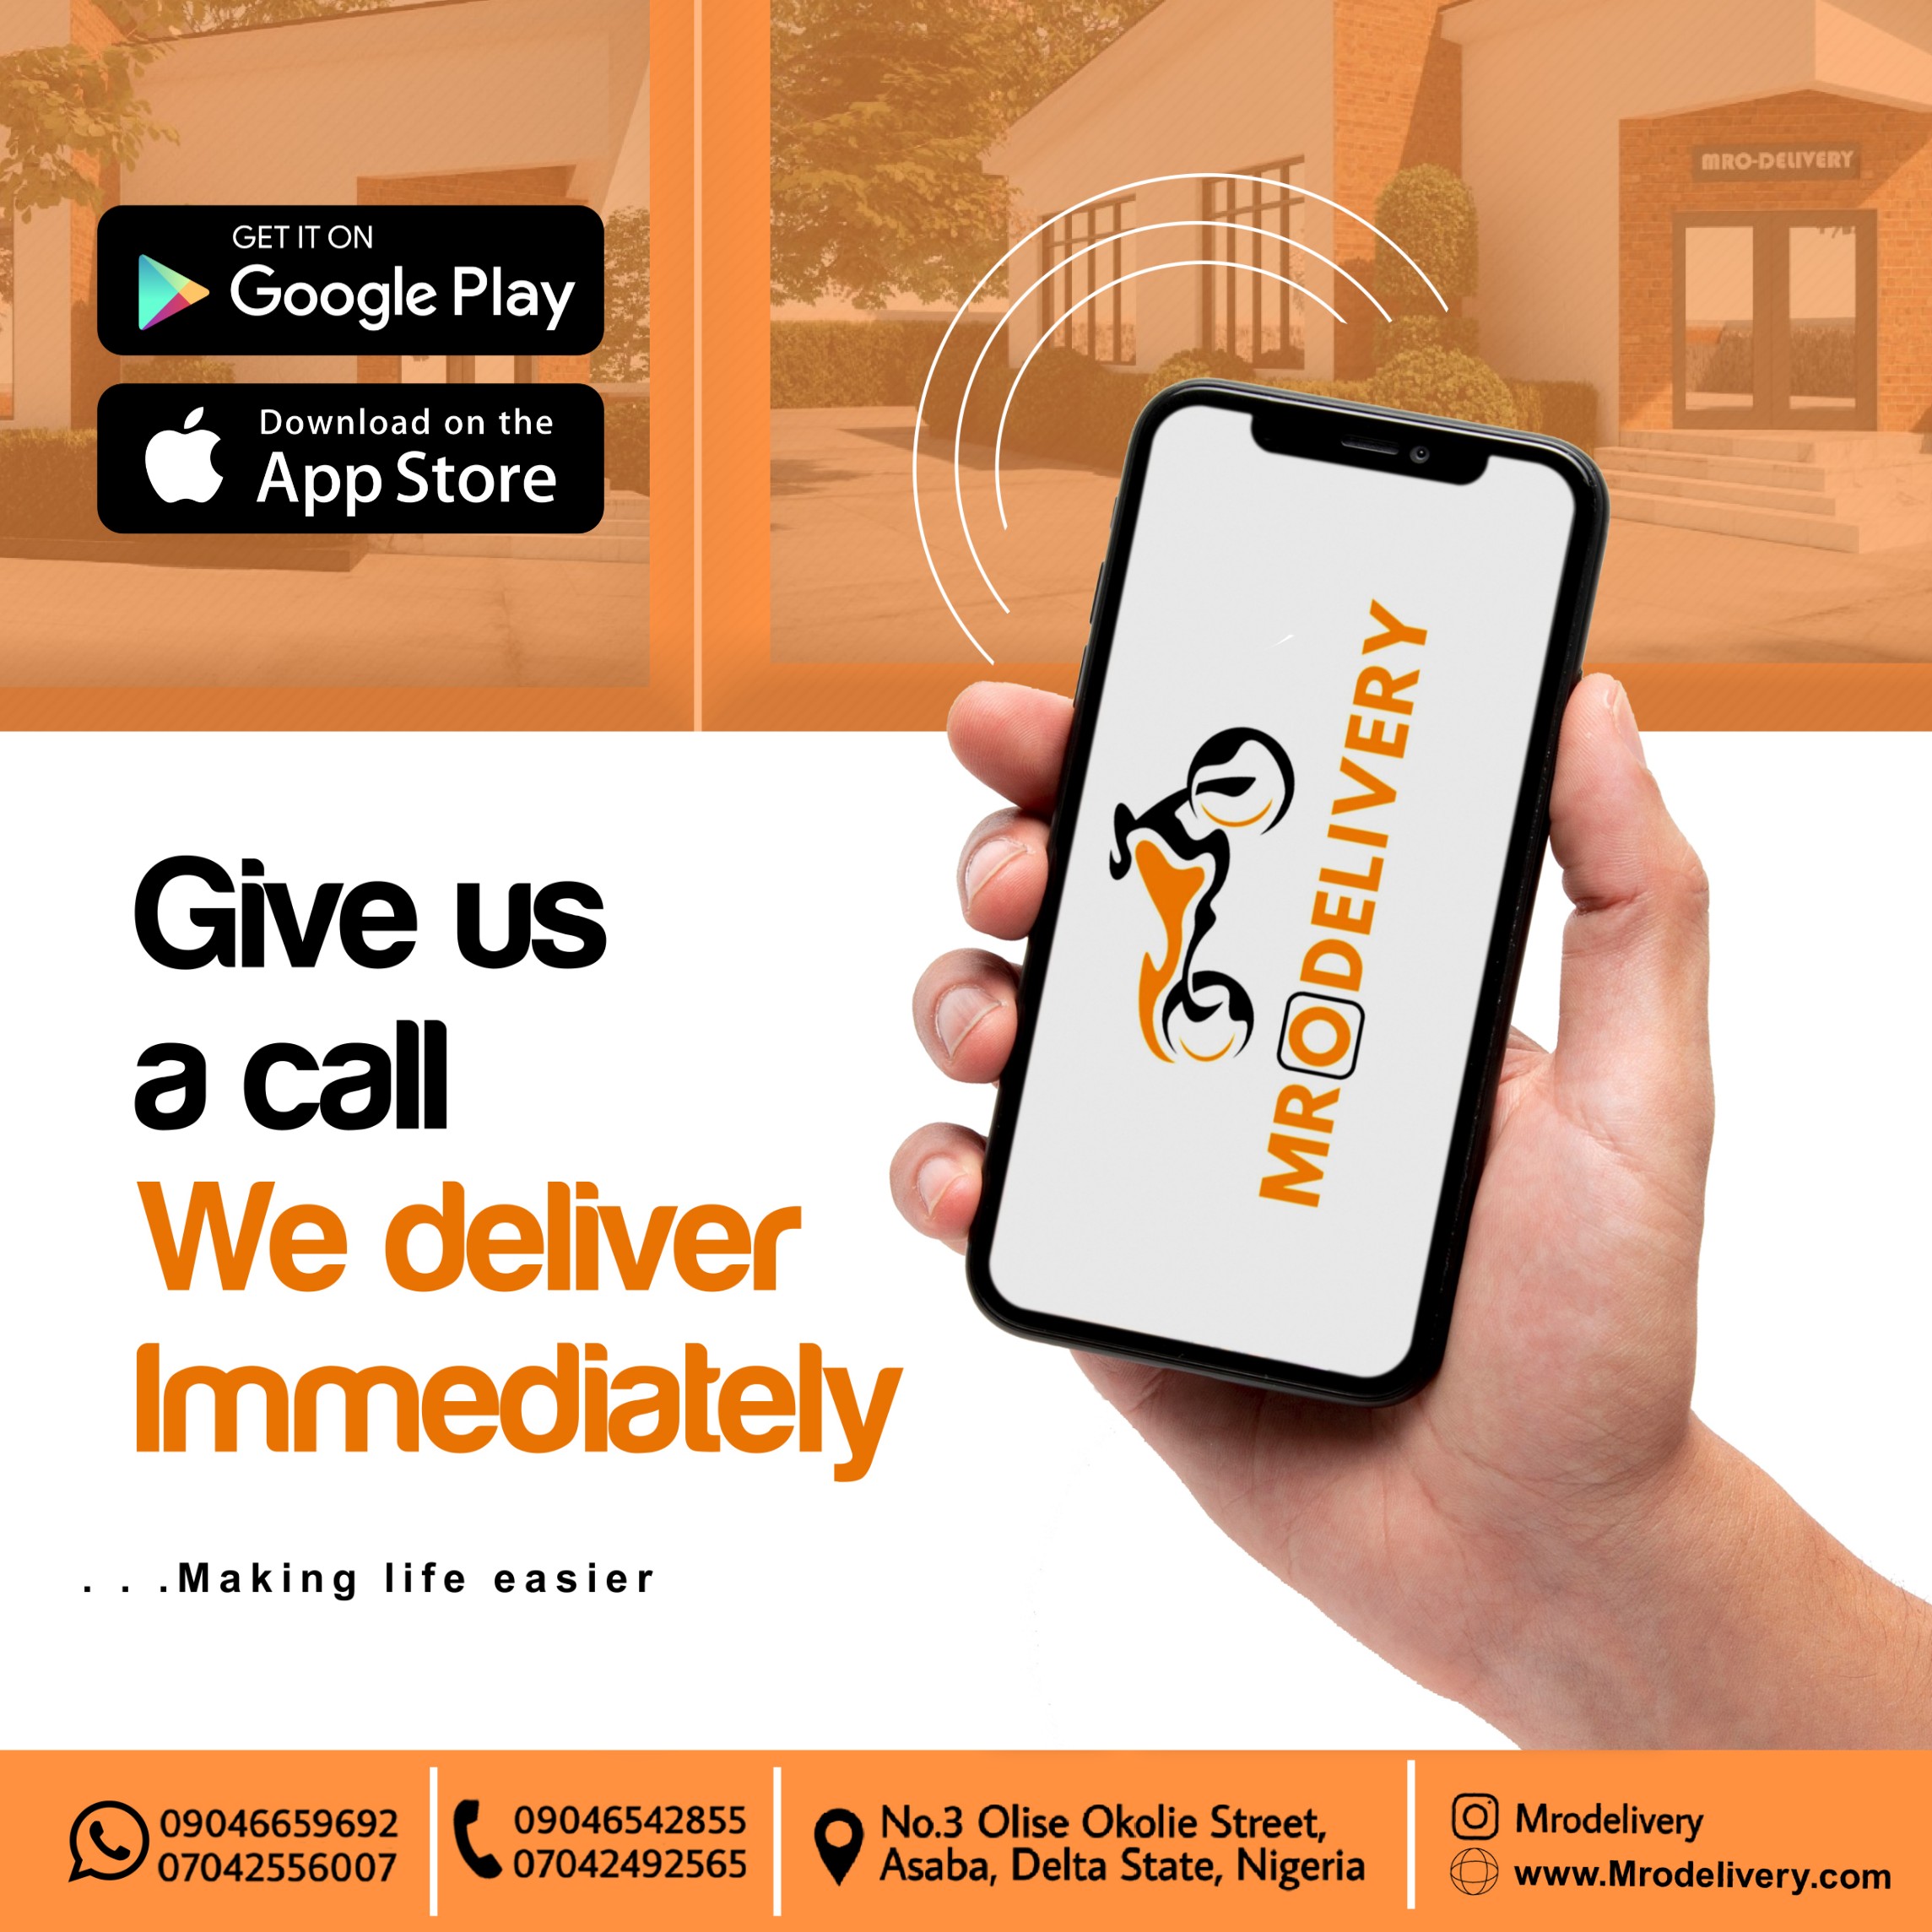 MRO-DELIVERY
GET IT ON
Google Play
Download on the
App Store
MRODELIVERY
Give us
a call
We deliver
Immediately
. . .Making life easier
09046659692
07042556007
09046542855
07042492565
No.3 Olise Okolie Street,
Asaba, Delta State, Nigeria
Mrodelivery
www.Mrodelivery.com